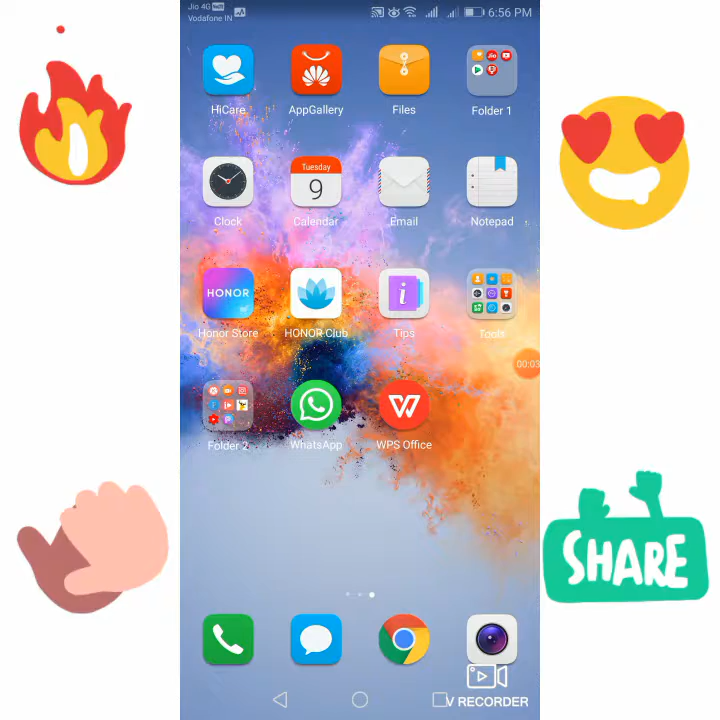 Jio 4G VoLTE
Vodafone IN
6:56 PM
HiCare
AppGallery
Files
Folder 1
Tuesday
9
Clock
Calendar
Email
Notepad
HONOR
i
Honor Store
HONOR Club
Tips
Tools
00:03
Folder 2
WhatsApp
WPS Office
SHARE
V RECORDER